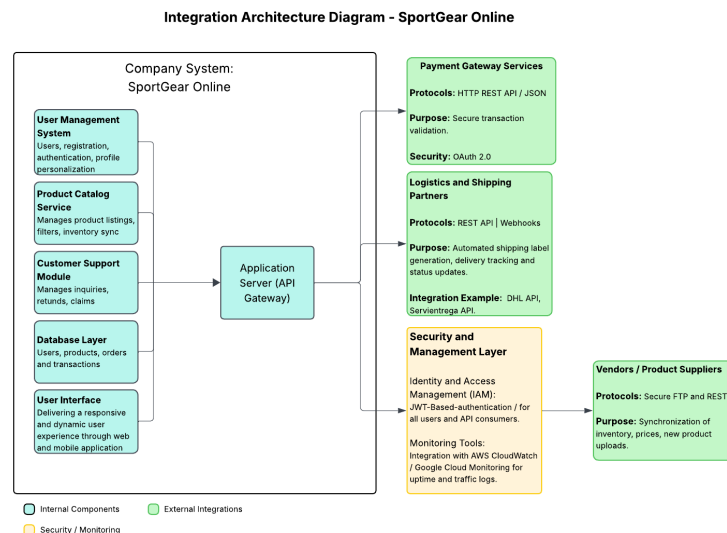 Integration Architecture Diagram - SportGear Online
Company System:
SportGear Online
User Management
System
Users, registration,
authentication, profile
personalization
Product Catalog
Service
Manages product listings,
filters, inventory sync
Customer Support
Module
Manages inquiries,
refunds, claims
Database Layer
Users, products, orders
and transactions
User Interface
Delivering a responsive
and dynamic user
experience through web
and mobile application
Application
Server (API
Gateway)
Payment Gateway Services
Protocols: HTTP REST API / JSON
Purpose: Secure transaction
validation.
Security: OAuth 2.0
Logistics and Shipping
Partners
Protocols: REST API | Webhooks
Purpose: Automated shipping label
generation, delivery tracking and
status updates.
Integration Example: DHL API,
Servientrega API.
Security and
Management Layer
Identity and Access
Management (IAM):
JWT-Based-authentication / for
all users and API consumers.
Monitoring Tools:
Integration with AWS CloudWatch
/ Google Cloud Monitoring for
uptime and traffic logs.
Vendors / Product Suppliers
Protocols: Secure FTP and REST
Purpose: Synchronization of
inventory, prices, new product
uploads.
Internal Components
External Integrations
Security / Monitoring